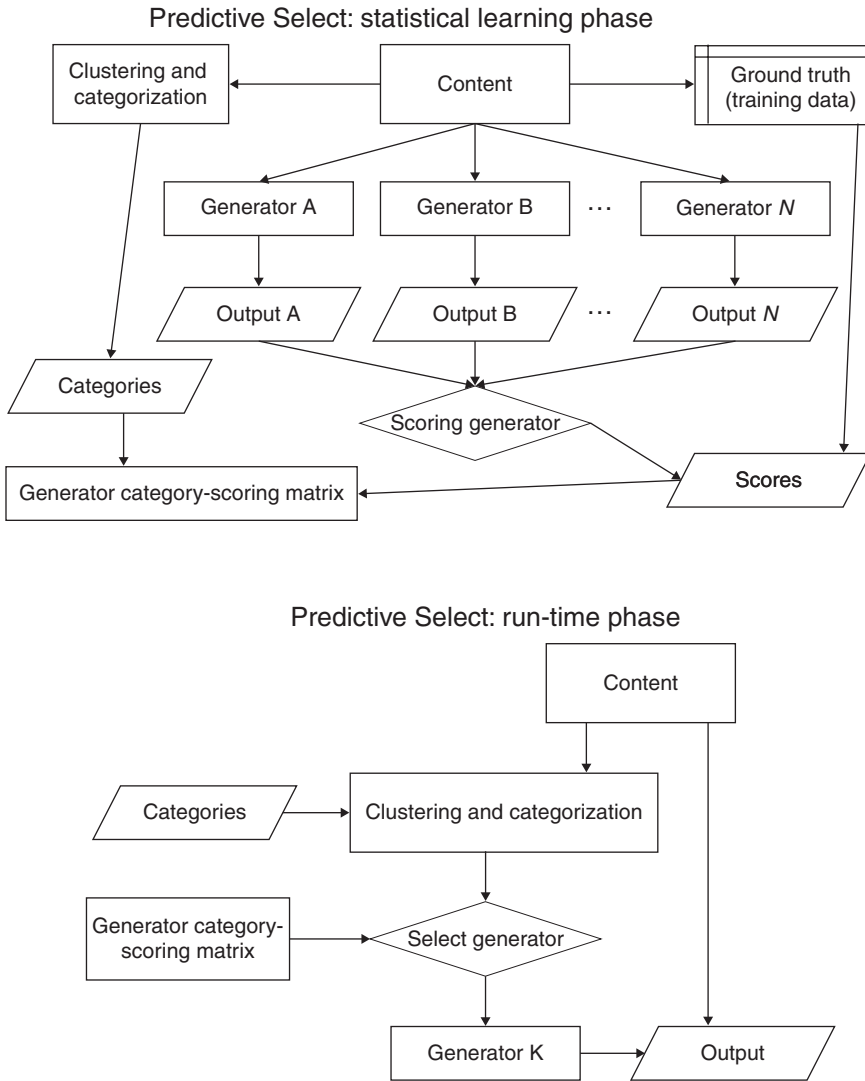 Predictive Select: statistical learning phase
Clustering and
categorization
Content
Ground truth
(training data)
Generator A
Generator B
...
Generator N
Output A
Output B
...
Output N
Categories
Scoring generator
Generator category-scoring matrix
Scores
Predictive Select: run-time phase
Content
Categories
Clustering and categorization
Generator category-
scoring matrix
Select generator
Generator K
Output